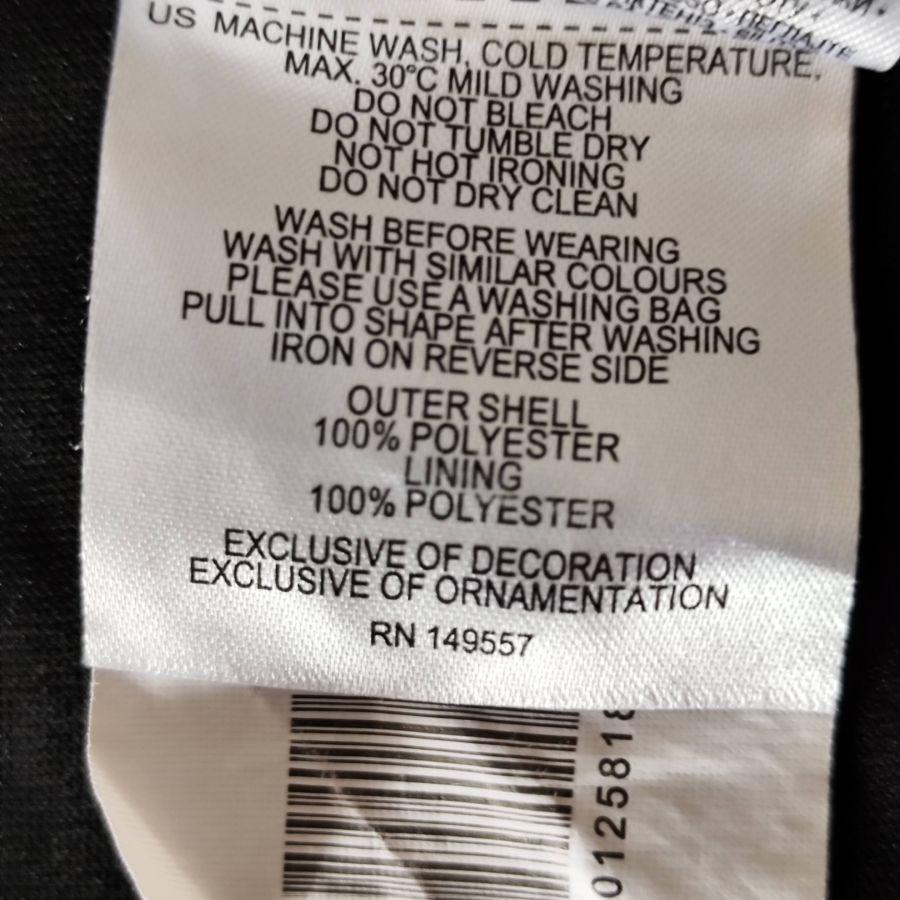 US MACHINE WASH, COLD TEMPERATURE,
MAX. 30°C MILD WASHING
DO NOT BLEACH
DO NOT TUMBLE DRY
NOT HOT IRONING
DO NOT DRY CLEAN
WASH BEFORE WEARING
WASH WITH SIMILAR COLOURS
PLEASE USE A WASHING BAG
PULL INTO SHAPE AFTER WASHING
IRON ON REVERSE SIDE
OUTER SHELL
100% POLYESTER
LINING
100% POLYESTER
EXCLUSIVE OF DECORATION
EXCLUSIVE OF ORNAMENTATION
RN 149557
0125818